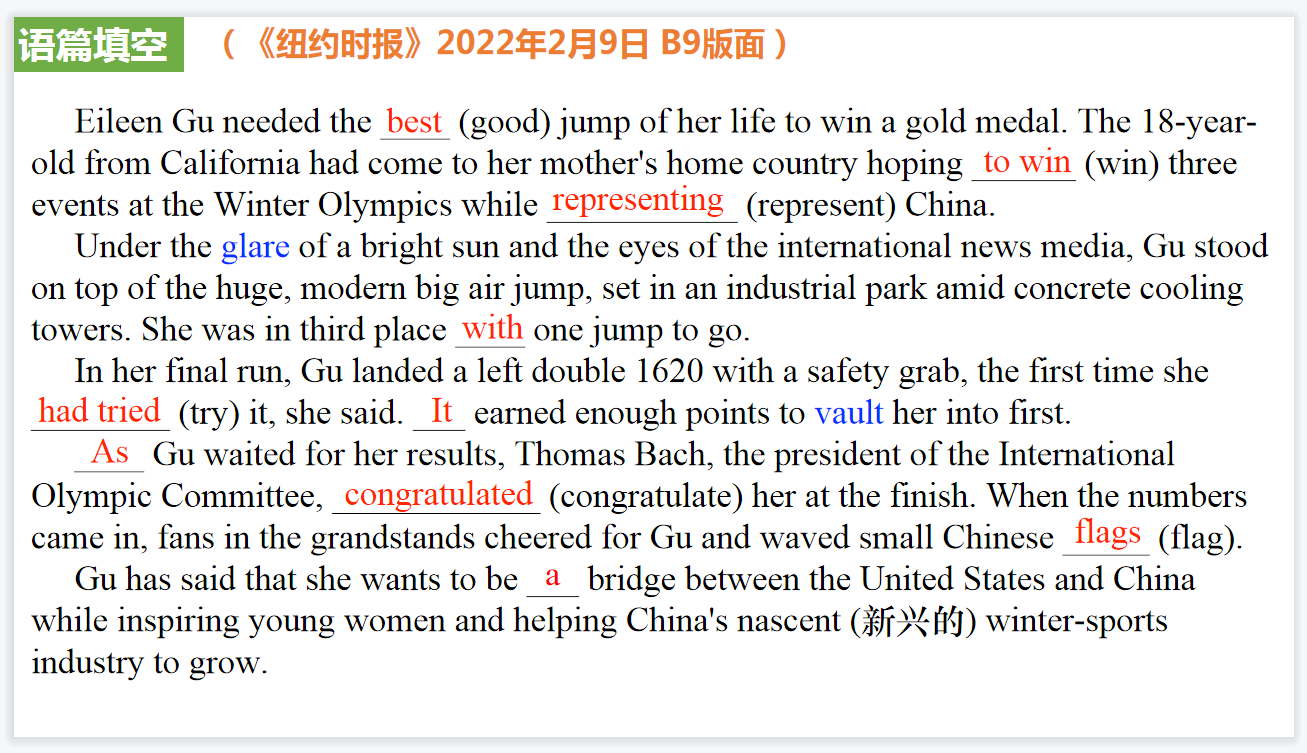 语篇填空 （《纽约时报》2022年2月9日 B9版面）
Eileen Gu needed the best (good) jump of her life to win a gold medal. The 18-year-
old from California had come to her mother's home country hoping to win (win) three
events at the Winter Olympics while representing (represent) China.
Under the glare of a bright sun and the eyes of the international news media, Gu stood
on top of the huge, modern big air jump, set in an industrial park amid concrete cooling
towers. She was in third place with one jump to go.
In her final run, Gu landed a left double 1620 with a safety grab, the first time she
had tried (try) it, she said. It earned enough points to vault her into first.
As Gu waited for her results, Thomas Bach, the president of the International
Olympic Committee, congratulated (congratulate) her at the finish. When the numbers
came in, fans in the grandstands cheered for Gu and waved small Chinese flags (flag).
Gu has said that she wants to be a bridge between the United States and China
while inspiring young women and helping China's nascent (新兴的) winter-sports
industry to grow.